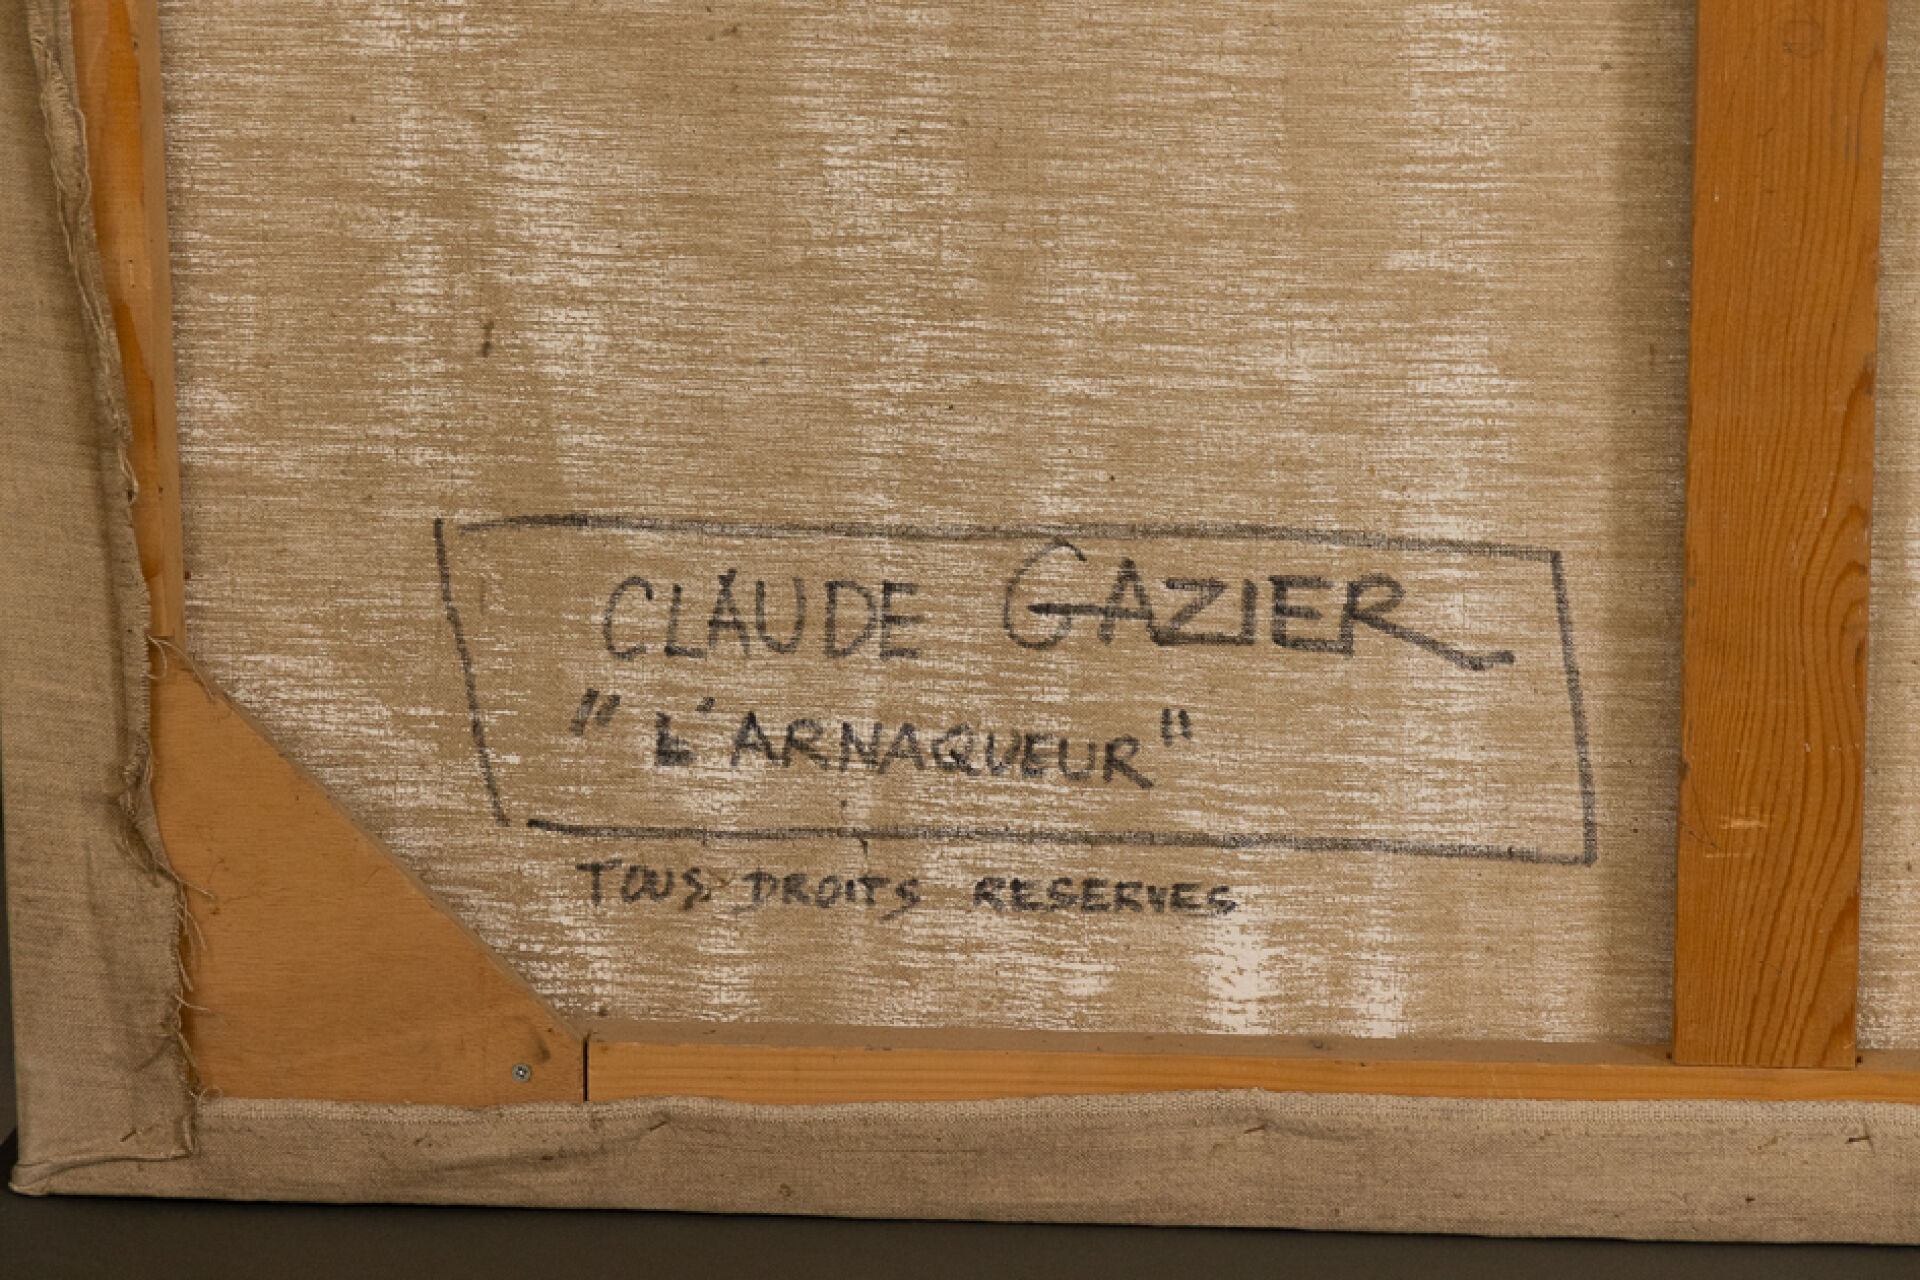 CLAUDE GAZIER
"L'ARNAQUEUR"
TOUS DROITS RESERVES